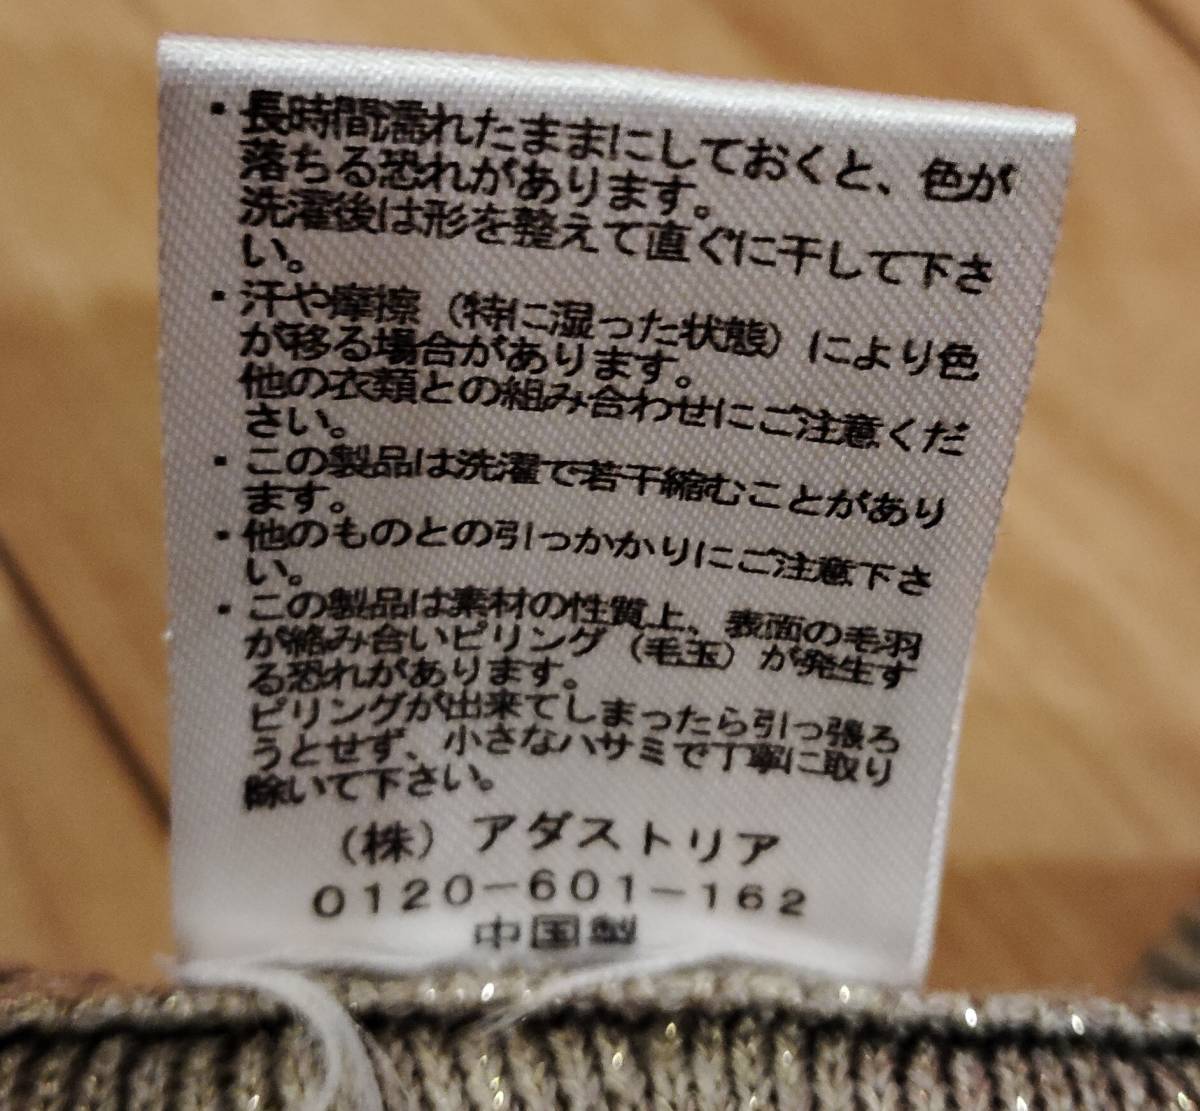 ・長時間濡れたままにしておくと、色が
落ちる恐れがあります。
洗濯後は形を整えて直ぐに干して下さ
い。
・汗や摩擦（特に湿った状態）により色
が移る場合があります。
他の衣類との組み合わせにご注意くだ
さい。
・この製品は洗濯で若干縮むことがあり
ます。
・他のものとの引っかかりにご注意下さ
い。
・この製品は素材の性質上、表面の毛羽
が絡み合いピリング（毛玉）が発生す
る恐れがあります。
ピリングが出来てしまったら引っ張ろ
うとせず、小さなハサミで丁寧に取り
除いて下さい。
（株）アダストリア
0120-601-162
中国製